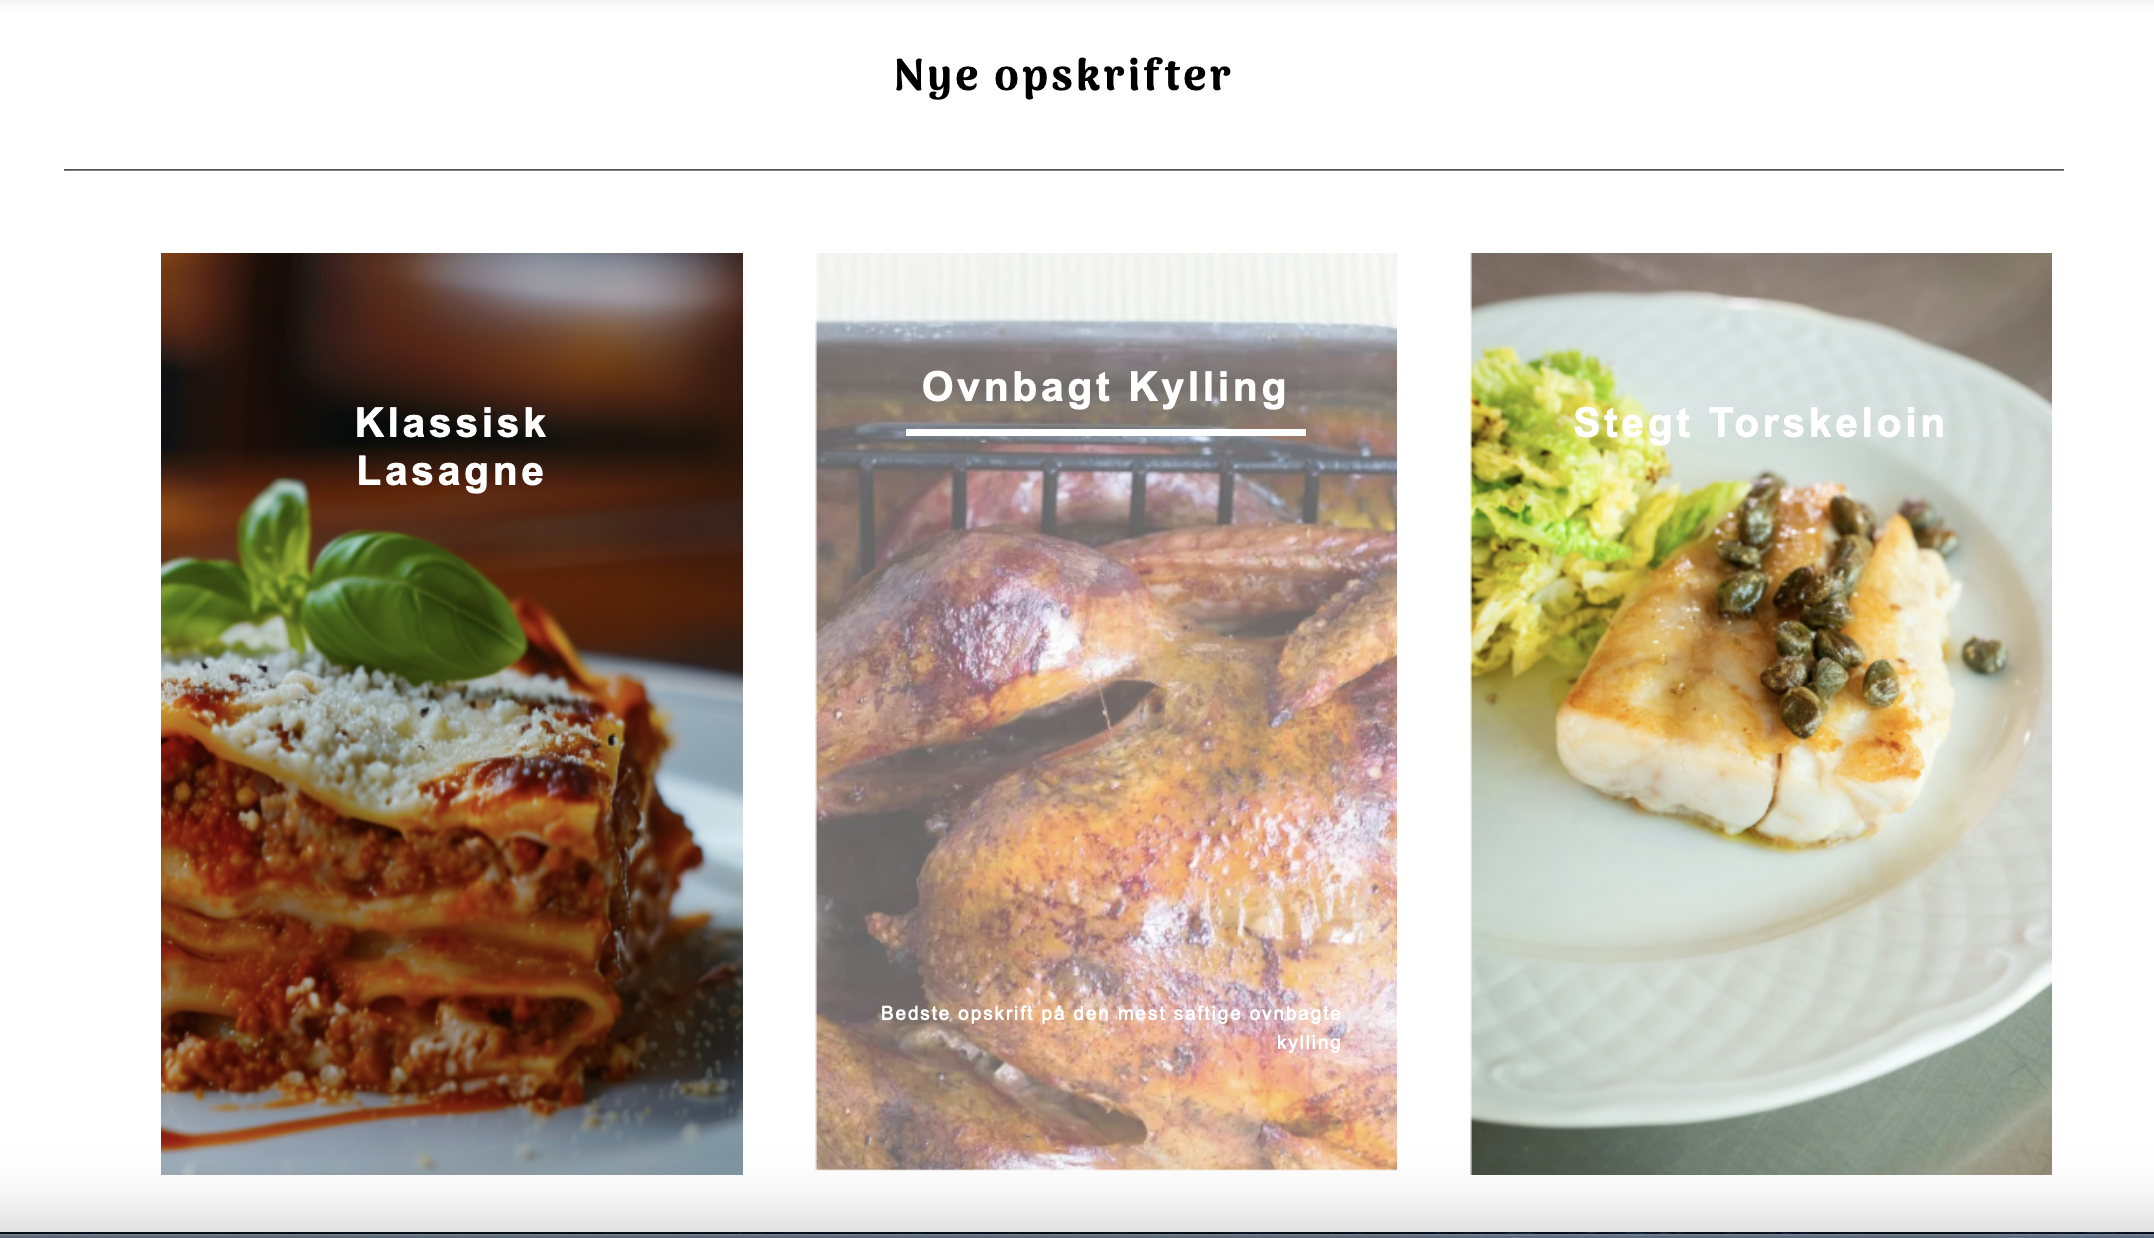 Nye opskrifter
Klassisk
Lasagne
Ovnbagt Kylling
Bedste opskrift på den mest saftige ovnbagte
kylling
Stegt Torskeloin